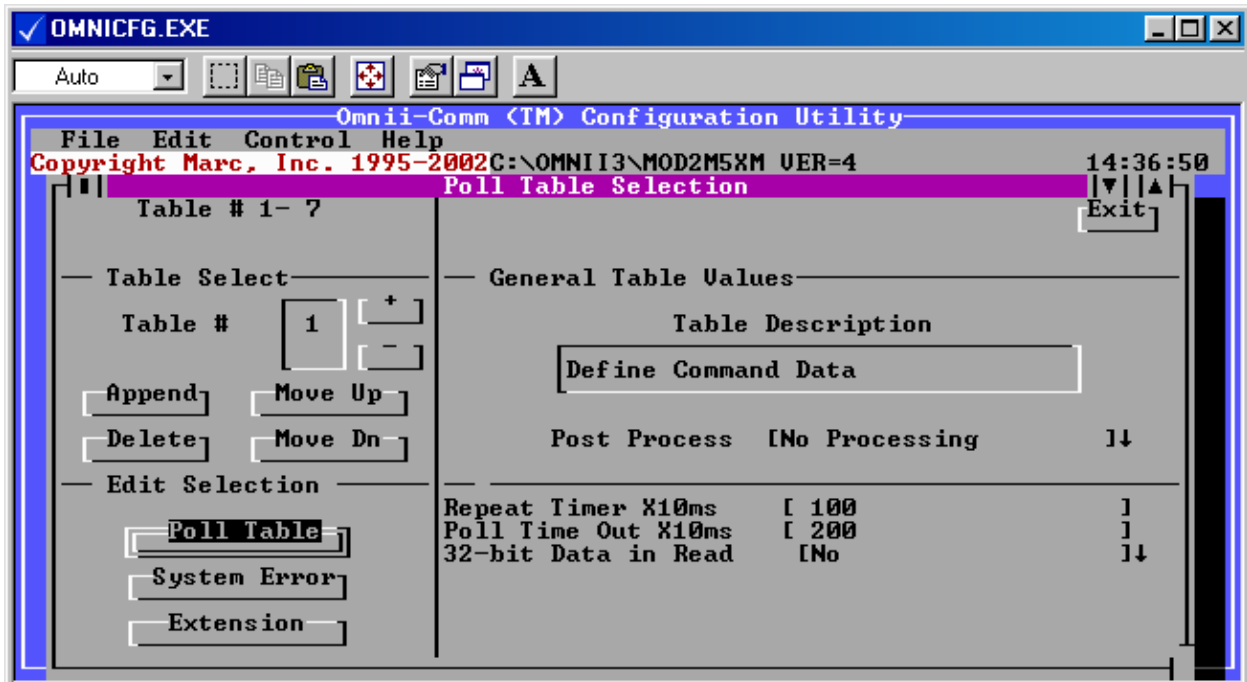 OMNICFG.EXE
Auto
A
Omnii-Comm (TM) Configuration Utility
File Edit Control Help
Copyright Marc, Inc. 1995-2002C:\OMNII3\MOD2M5XM VER=4 14:36:50
Poll Table Selection
Table # 1- 7
Exit
Table Select
General Table Values
Table # 1 + -
Table Description
Define Command Data
Append Move Up
Delete Move Dn
Post Process [No Processing ]↓
Edit Selection
Repeat Timer X10ms [ 100 ]
Poll Time Out X10ms [ 200 ]
32-bit Data in Read [No ]↓
Poll Table
System Error
Extension